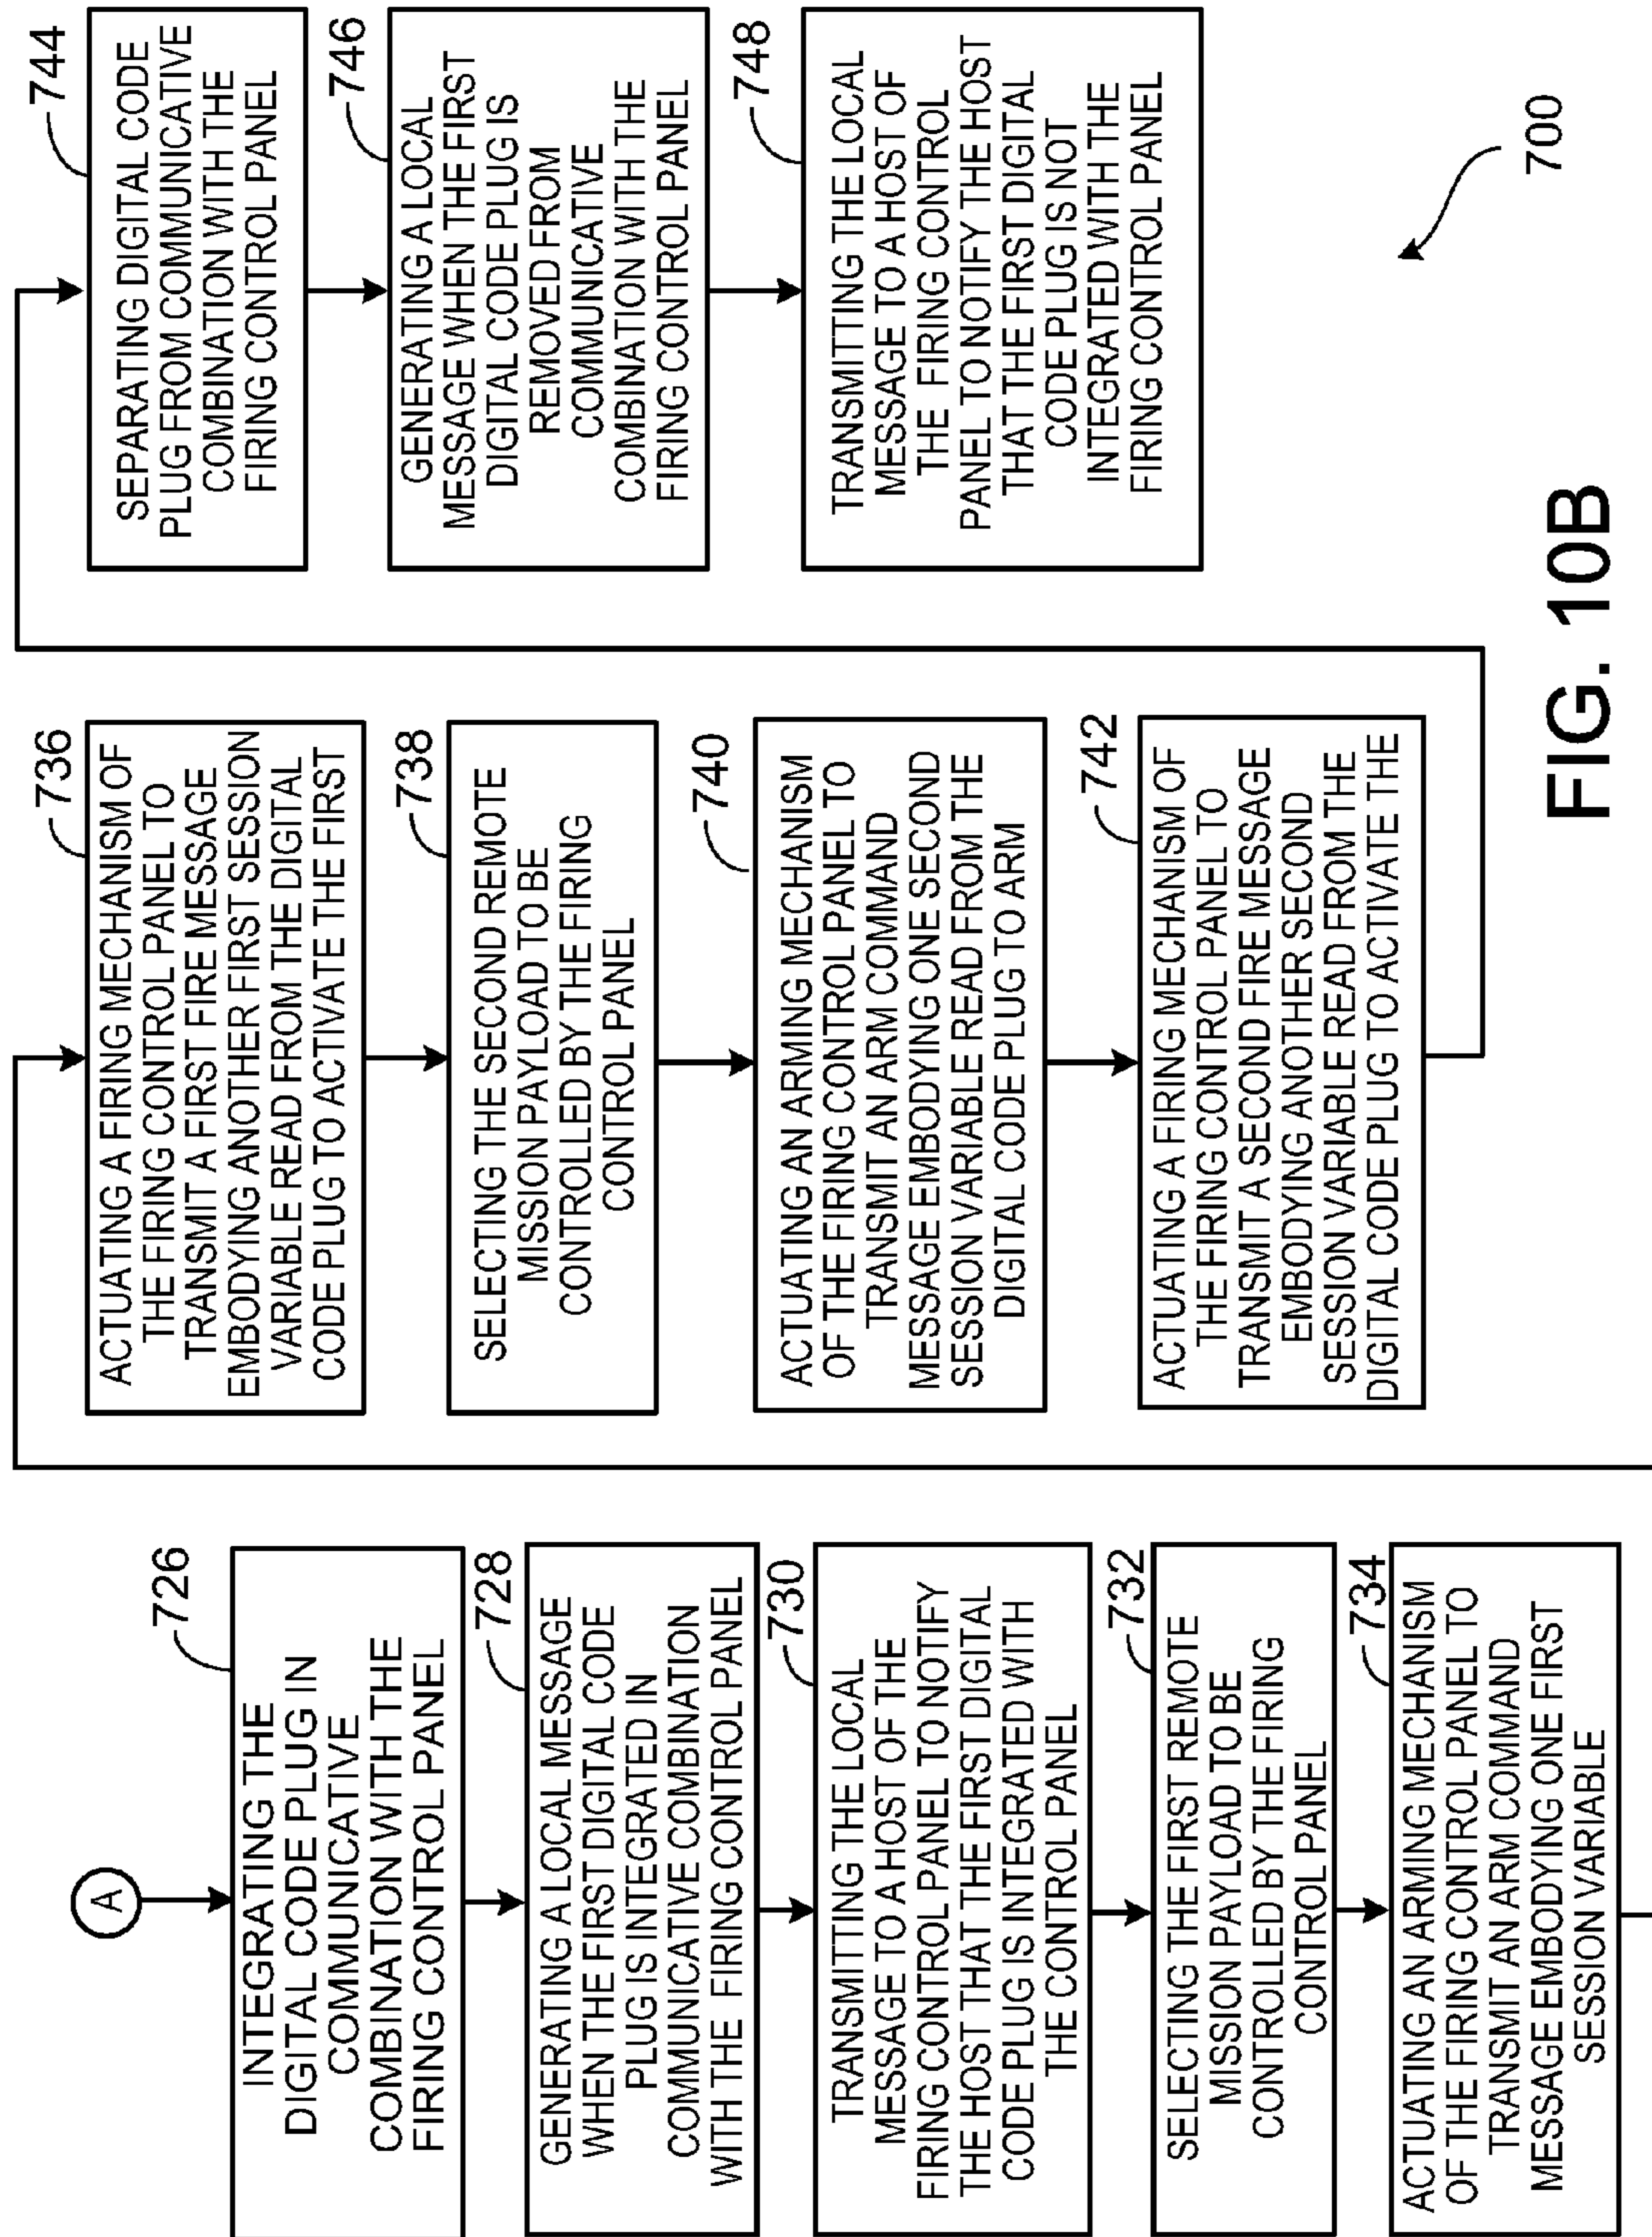 A
726
INTEGRATING THE
DIGITAL CODE PLUG IN
COMMUNICATIVE
COMBINATION WITH THE
FIRING CONTROL PANEL
728
GENERATING A LOCAL MESSAGE
WHEN THE FIRST DIGITAL CODE
PLUG IS INTEGRATED IN
COMMUNICATIVE COMBINATION
WITH THE FIRING CONTROL PANEL
730
TRANSMITTING THE LOCAL
MESSAGE TO A HOST OF THE
FIRING CONTROL PANEL TO NOTIFY
THE HOST THAT THE FIRST DIGITAL
CODE PLUG IS INTEGRATED WITH
THE CONTROL PANEL
732
SELECTING THE FIRST REMOTE
MISSION PAYLOAD TO BE
CONTROLLED BY THE FIRING
CONTROL PANEL
734
ACTUATING AN ARMING MECHANISM
OF THE FIRING CONTROL PANEL TO
TRANSMIT AN ARM COMMAND
MESSAGE EMBODYING ONE FIRST
SESSION VARIABLE
736
ACTUATING A FIRING MECHANISM OF
THE FIRING CONTROL PANEL TO
TRANSMIT A FIRST FIRE MESSAGE
EMBODYING ANOTHER FIRST SESSION
VARIABLE READ FROM THE DIGITAL
CODE PLUG TO ACTIVATE THE FIRST
738
SELECTING THE SECOND REMOTE
MISSION PAYLOAD TO BE
CONTROLLED BY THE FIRING
CONTROL PANEL
740
ACTUATING AN ARMING MECHANISM
OF THE FIRING CONTROL PANEL TO
TRANSMIT AN ARM COMMAND
MESSAGE EMBODYING ONE SECOND
SESSION VARIABLE READ FROM THE
DIGITAL CODE PLUG TO ARM
742
ACTUATING A FIRING MECHANISM OF
THE FIRING CONTROL PANEL TO
TRANSMIT A SECOND FIRE MESSAGE
EMBODYING ANOTHER SECOND
SESSION VARIABLE READ FROM THE
DIGITAL CODE PLUG TO ACTIVATE THE
744
SEPARATING DIGITAL CODE
PLUG FROM COMMUNICATIVE
COMBINATION WITH THE
FIRING CONTROL PANEL
746
GENERATING A LOCAL
MESSAGE WHEN THE FIRST
DIGITAL CODE PLUG IS
REMOVED FROM
COMMUNICATIVE
COMBINATION WITH THE
FIRING CONTROL PANEL
748
TRANSMITTING THE LOCAL
MESSAGE TO A HOST OF
THE FIRING CONTROL
PANEL TO NOTIFY THE HOST
THAT THE FIRST DIGITAL
CODE PLUG IS NOT
INTEGRATED WITH THE
FIRING CONTROL PANEL
700
FIG. 10B